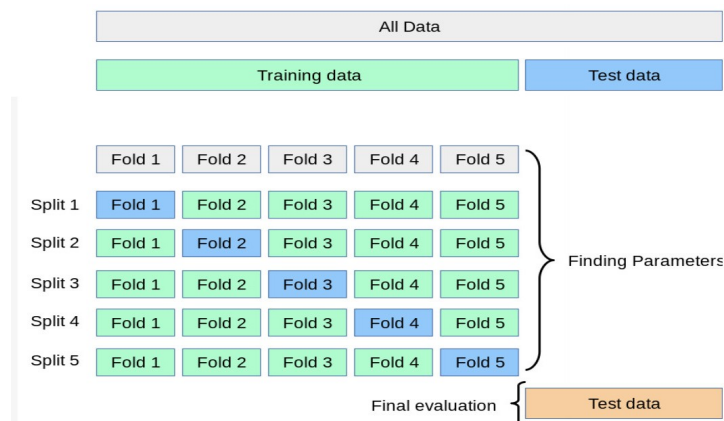 All Data
Training data Test data
Fold 1 Fold 2 Fold 3 Fold 4 Fold 5
Split 1 Fold 1 Fold 2 Fold 3 Fold 4 Fold 5
Split 2 Fold 1 Fold 2 Fold 3 Fold 4 Fold 5
Finding Parameters
Split 3 Fold 1 Fold 2 Fold 3 Fold 4 Fold 5
Split 4 Fold 1 Fold 2 Fold 3 Fold 4 Fold 5
Split 5 Fold 1 Fold 2 Fold 3 Fold 4 Fold 5
Final evaluation Test data